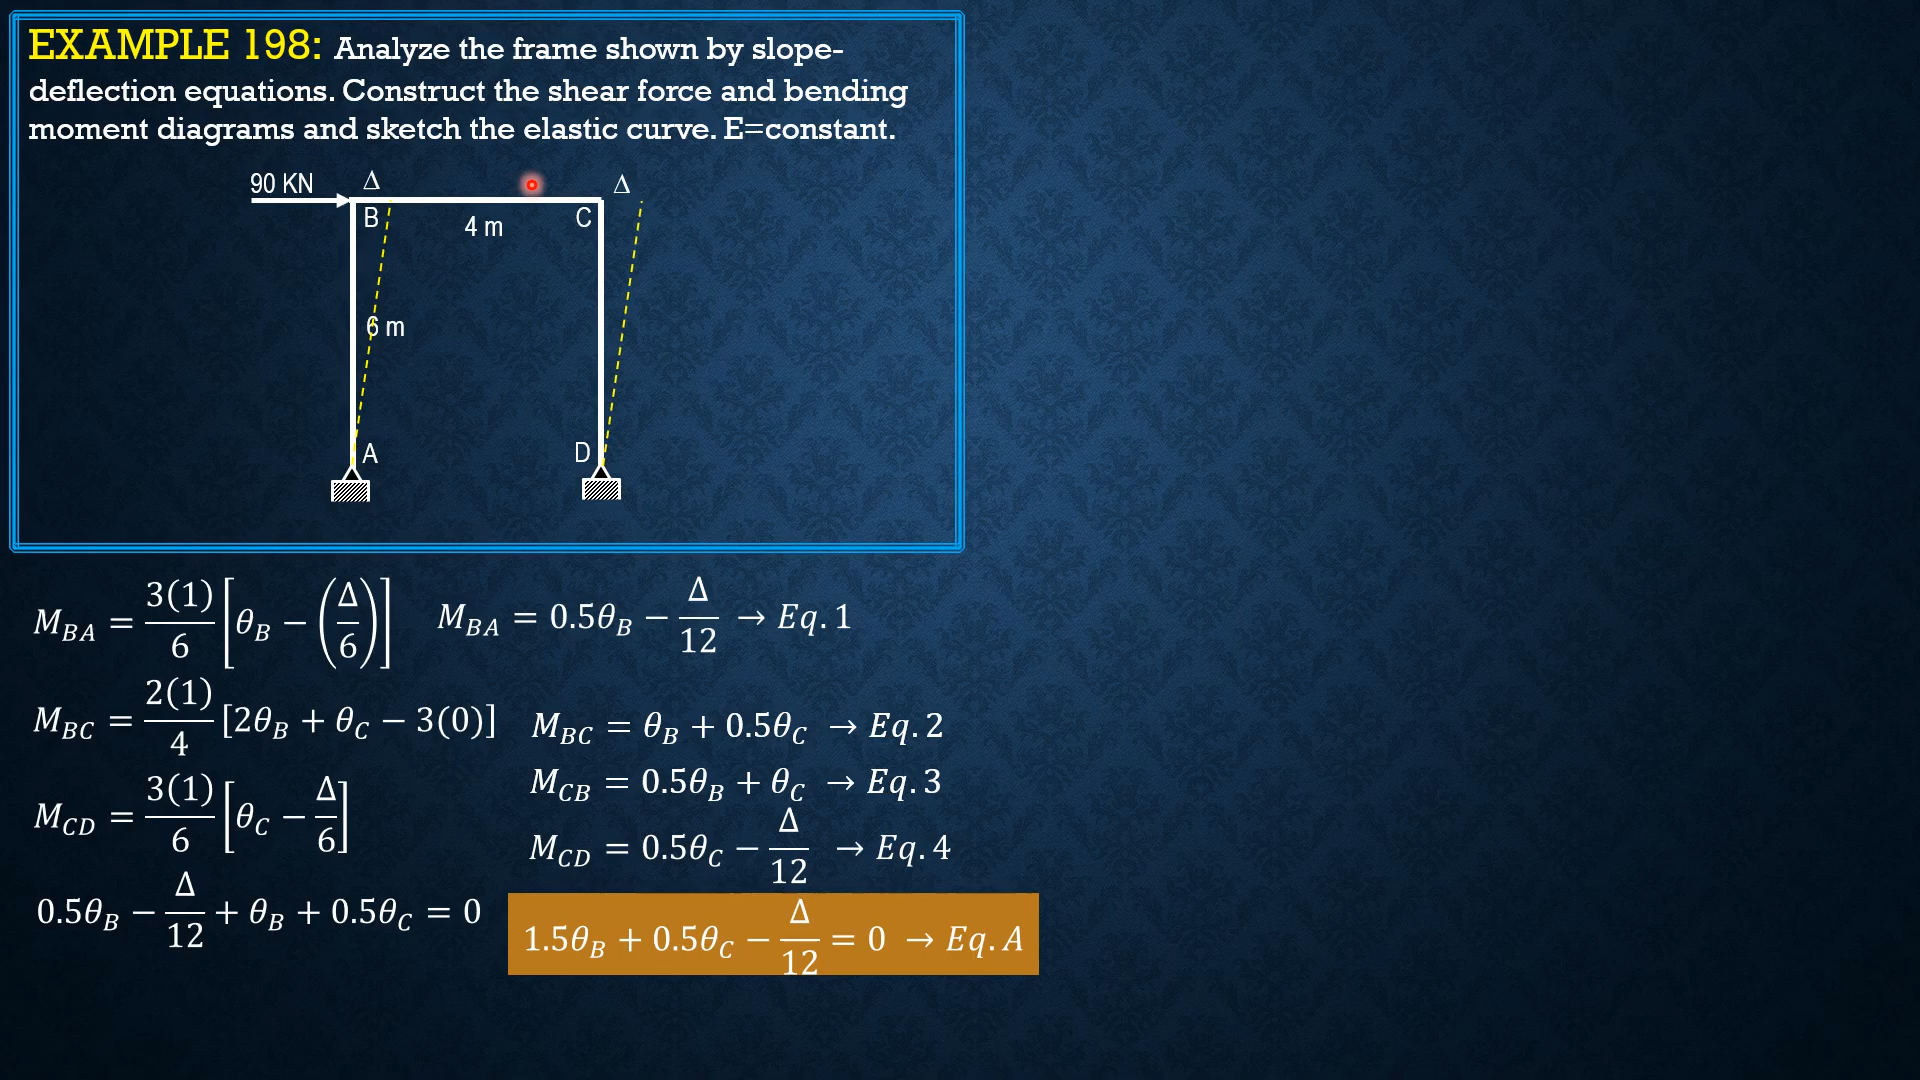 EXAMPLE 198: Analyze the frame shown by slope-
deflection equations. Construct the shear force and bending
moment diagrams and sketch the elastic curve. E=constant.
90 KN
Δ
Δ
B
C
4 m
6 m
A
D
M_BA = 3(1)/6 [θ_B − (Δ/6)]
M_BA = 0.5θ_B − Δ/12 → Eq. 1
M_BC = 2(1)/4 [2θ_B + θ_C − 3(0)]
M_BC = θ_B + 0.5θ_C → Eq. 2
M_CB = 0.5θ_B + θ_C → Eq. 3
M_CD = 3(1)/6 [θ_C − Δ/6]
M_CD = 0.5θ_C − Δ/12 → Eq. 4
0.5θ_B − Δ/12 + θ_B + 0.5θ_C = 0
1.5θ_B + 0.5θ_C − Δ/12 = 0 → Eq. A